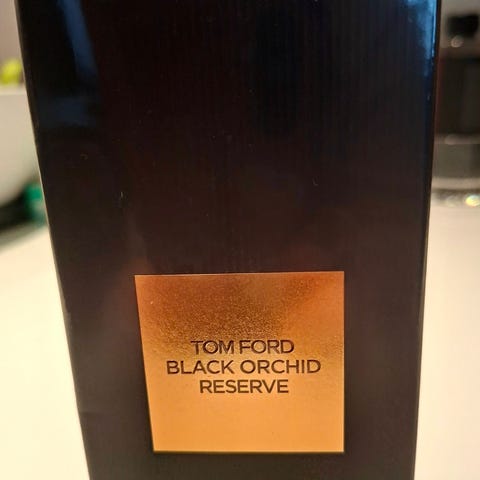 TOM FORD
BLACK ORCHID
RESERVE